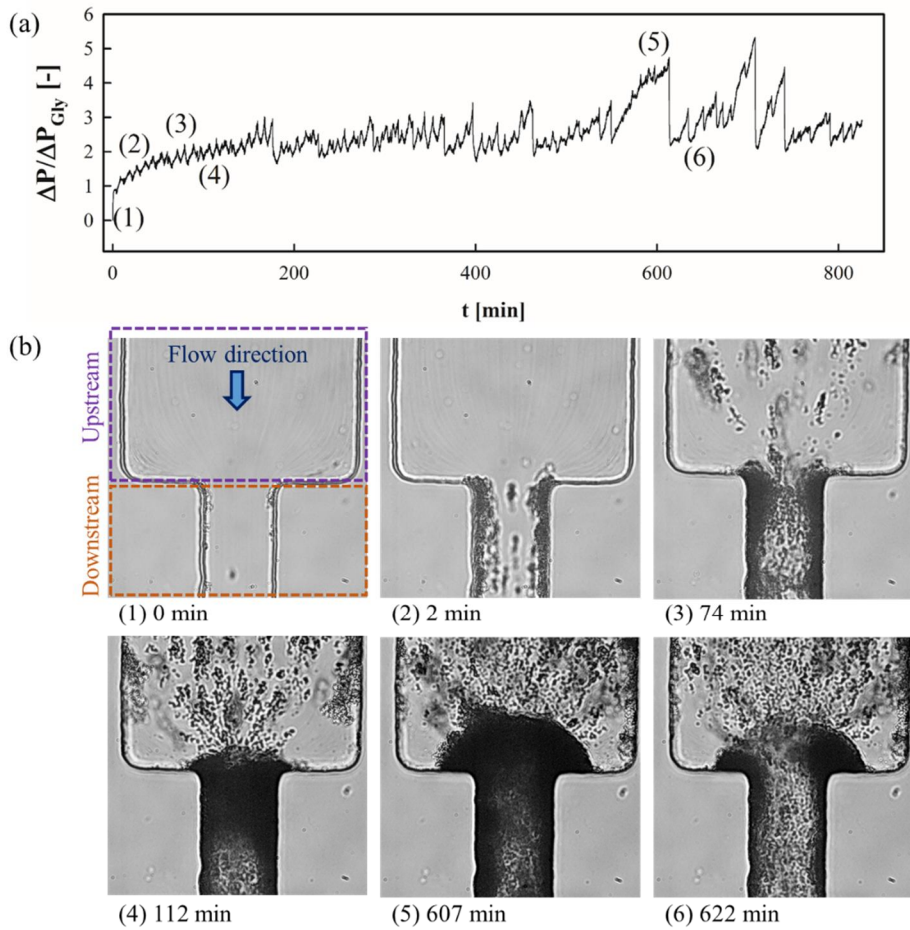 (a)
6
5
4
3
2
1
0
ΔP/ΔP_Gly [-]
(1)
(2)
(3)
(4)
(5)
(6)
0 200 400 600 800
t [min]
(b)
Upstream
Downstream
Flow direction
(1) 0 min
(2) 2 min
(3) 74 min
(4) 112 min
(5) 607 min
(6) 622 min